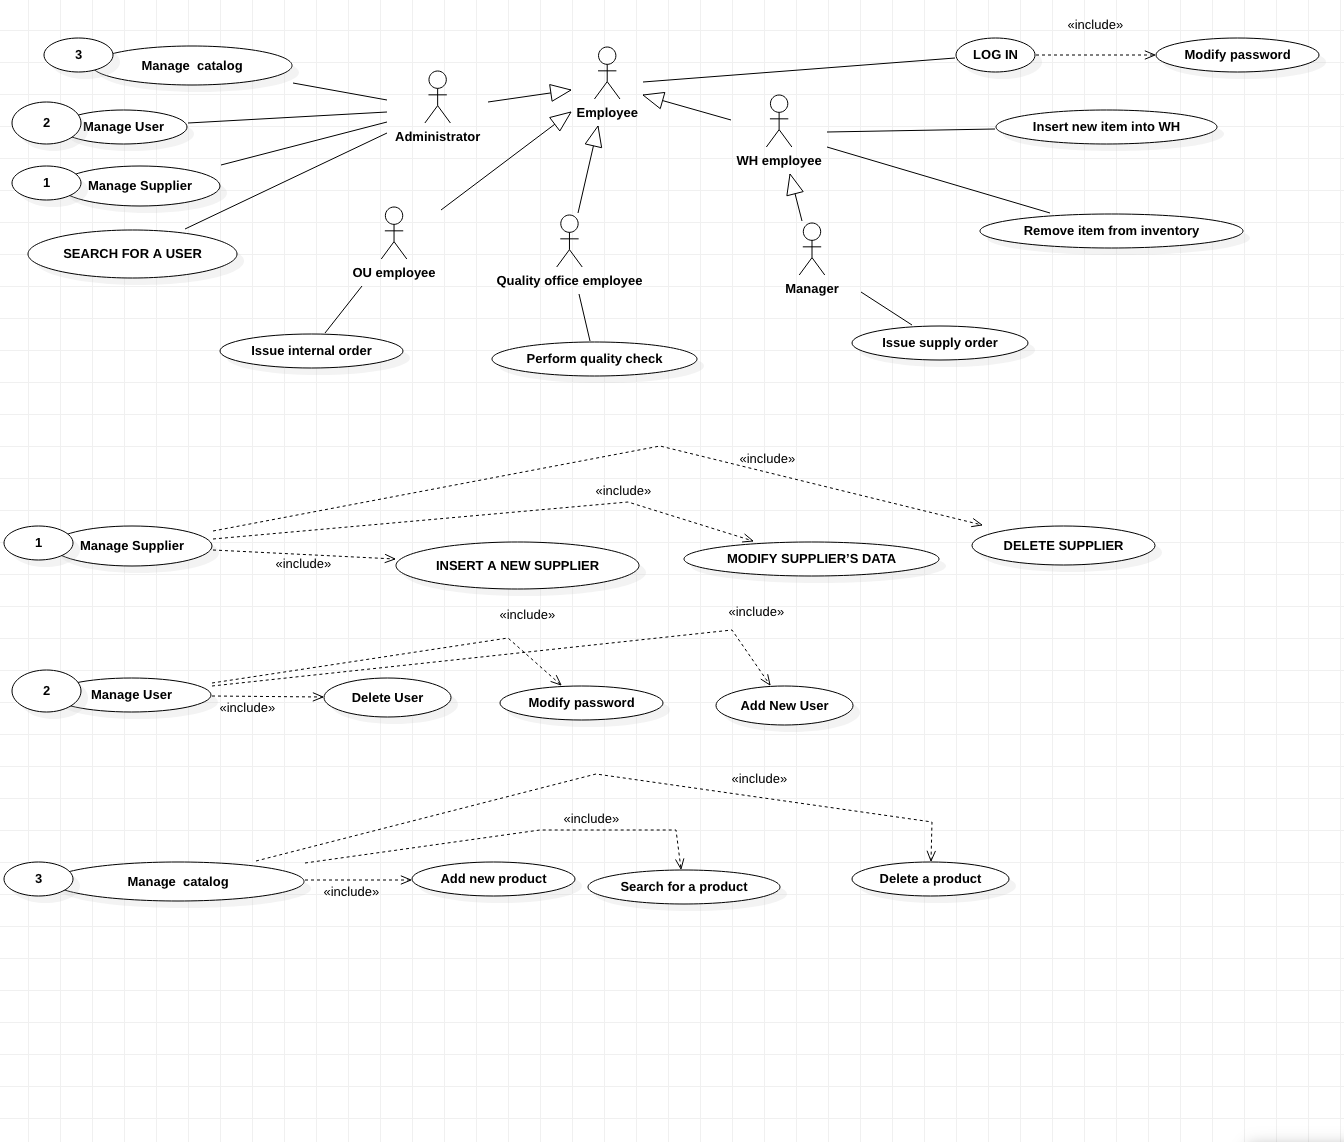 «include»
3
Manage  catalog
LOG IN
Modify password
Employee
2
Manage User
Administrator
Insert new item into WH
WH employee
1
Manage Supplier
SEARCH FOR A USER
Remove item from inventory
OU employee
Quality office employee
Manager
Issue internal order
Perform quality check
Issue supply order
«include»
«include»
1
Manage Supplier
«include»
INSERT A NEW SUPPLIER
MODIFY SUPPLIER’S DATA
DELETE SUPPLIER
«include»
«include»
2
Manage User
«include»
Delete User
Modify password
Add New User
«include»
«include»
3
Manage  catalog
«include»
Add new product
Search for a product
Delete a product